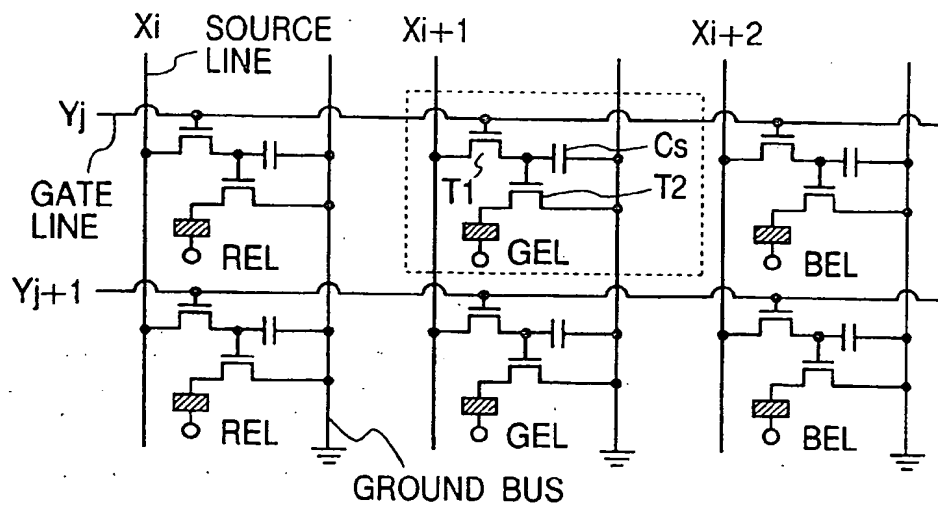 Xi
SOURCE LINE
Xi+1
Xi+2
Yj
GATE LINE
T1
Cs
T2
REL
GEL
BEL
Yj+1
REL
GEL
BEL
GROUND BUS